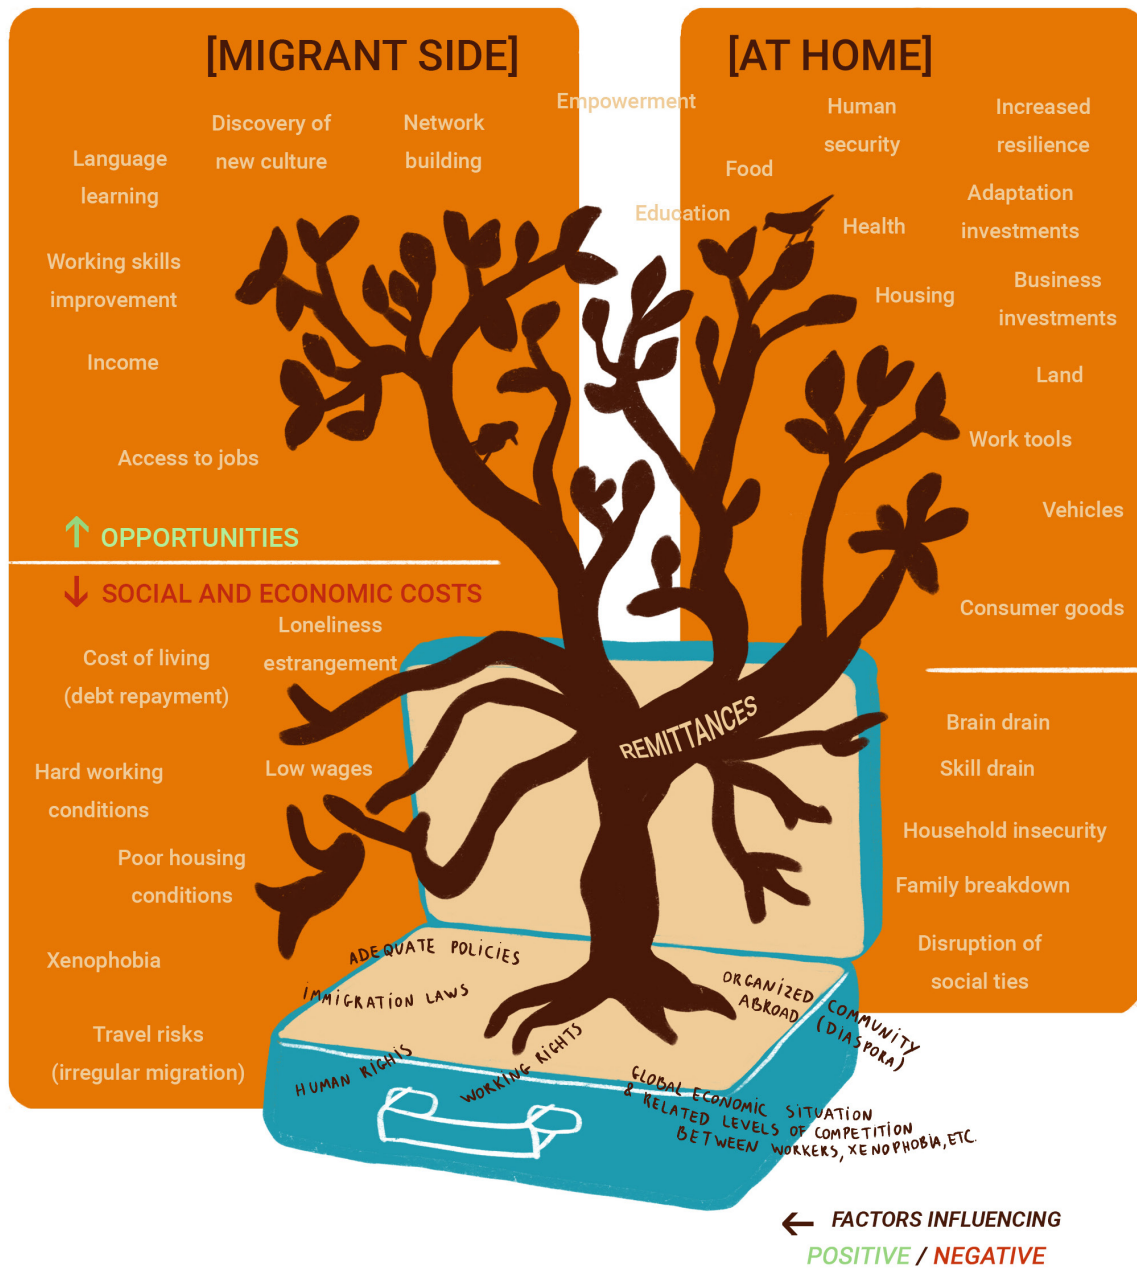 [MIGRANT SIDE]
Discovery of
new culture
Network
building
Language
learning
Working skills
improvement
Income
Access to jobs
↑ OPPORTUNITIES
↓ SOCIAL AND ECONOMIC COSTS
Loneliness
estrangement
Cost of living
(debt repayment)
Hard working
conditions
Low wages
Poor housing
conditions
Xenophobia
Travel risks
(irregular migration)
Empowerment
Education
[AT HOME]
Human
security
Increased
resilience
Food
Adaptation
investments
Health
Housing
Business
investments
Land
Work tools
Vehicles
Consumer goods
Brain drain
Skill drain
Household insecurity
Family breakdown
Disruption of
social ties
REMITTANCES
ADEQUATE POLICIES
IMMIGRATION LAWS
HUMAN RIGHTS
WORKING RIGHTS
ORGANIZED COMMUNITY
ABROAD (DIASPORA)
GLOBAL ECONOMIC SITUATION
& RELATED LEVELS OF COMPETITION
BETWEEN WORKERS, XENOPHOBIA, ETC.
← FACTORS INFLUENCING
POSITIVE / NEGATIVE